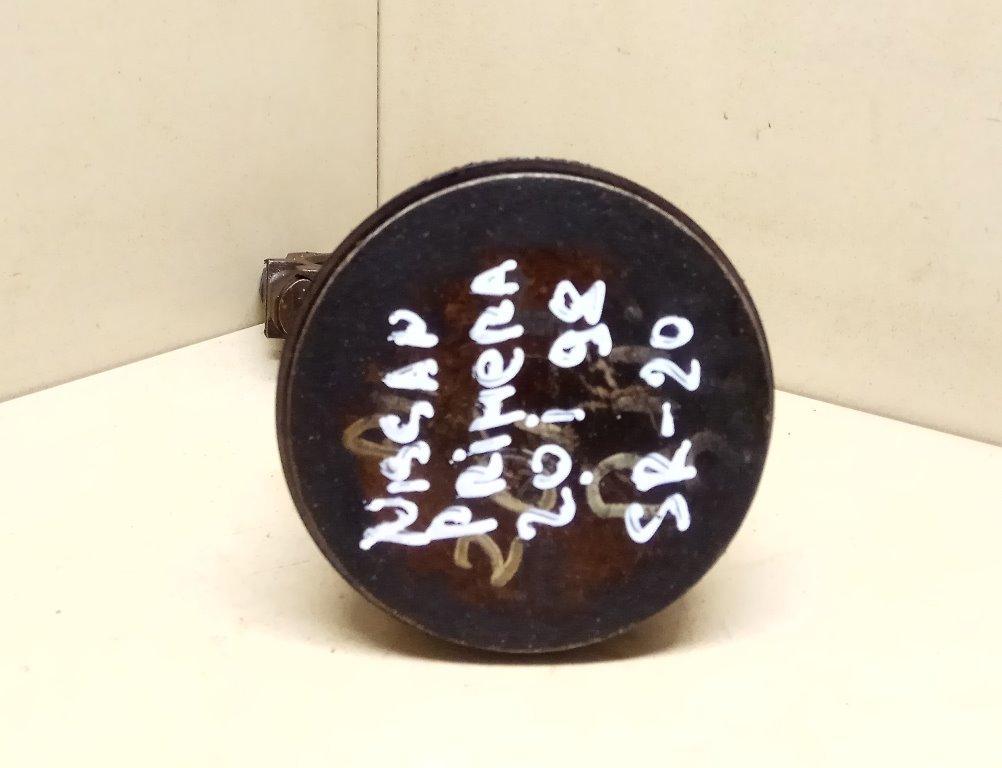 NISSAN
PRIMERA
2.0i 98
SR-20